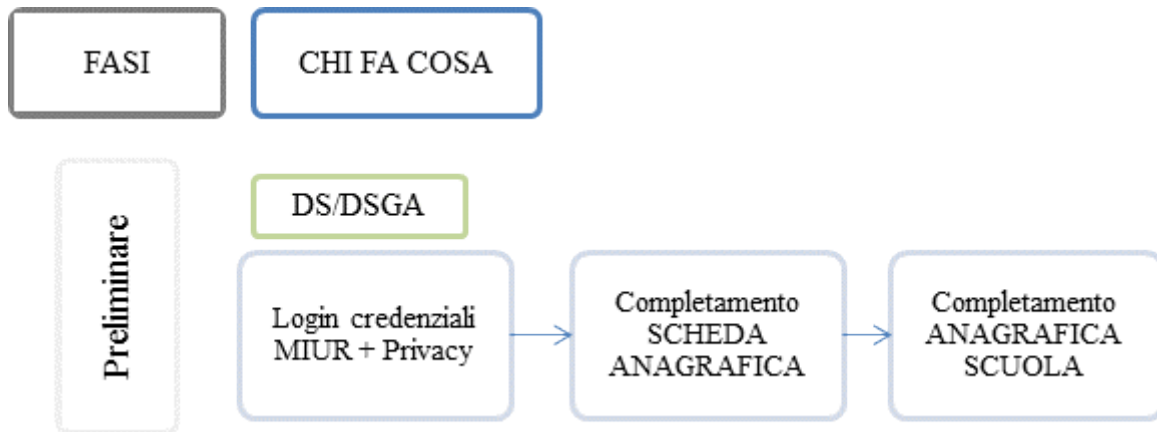 FASI
CHI FA COSA
Preliminare
DS/DSGA
Login credenziali
MIUR + Privacy
Completamento
SCHEDA
ANAGRAFICA
Completamento
ANAGRAFICA
SCUOLA